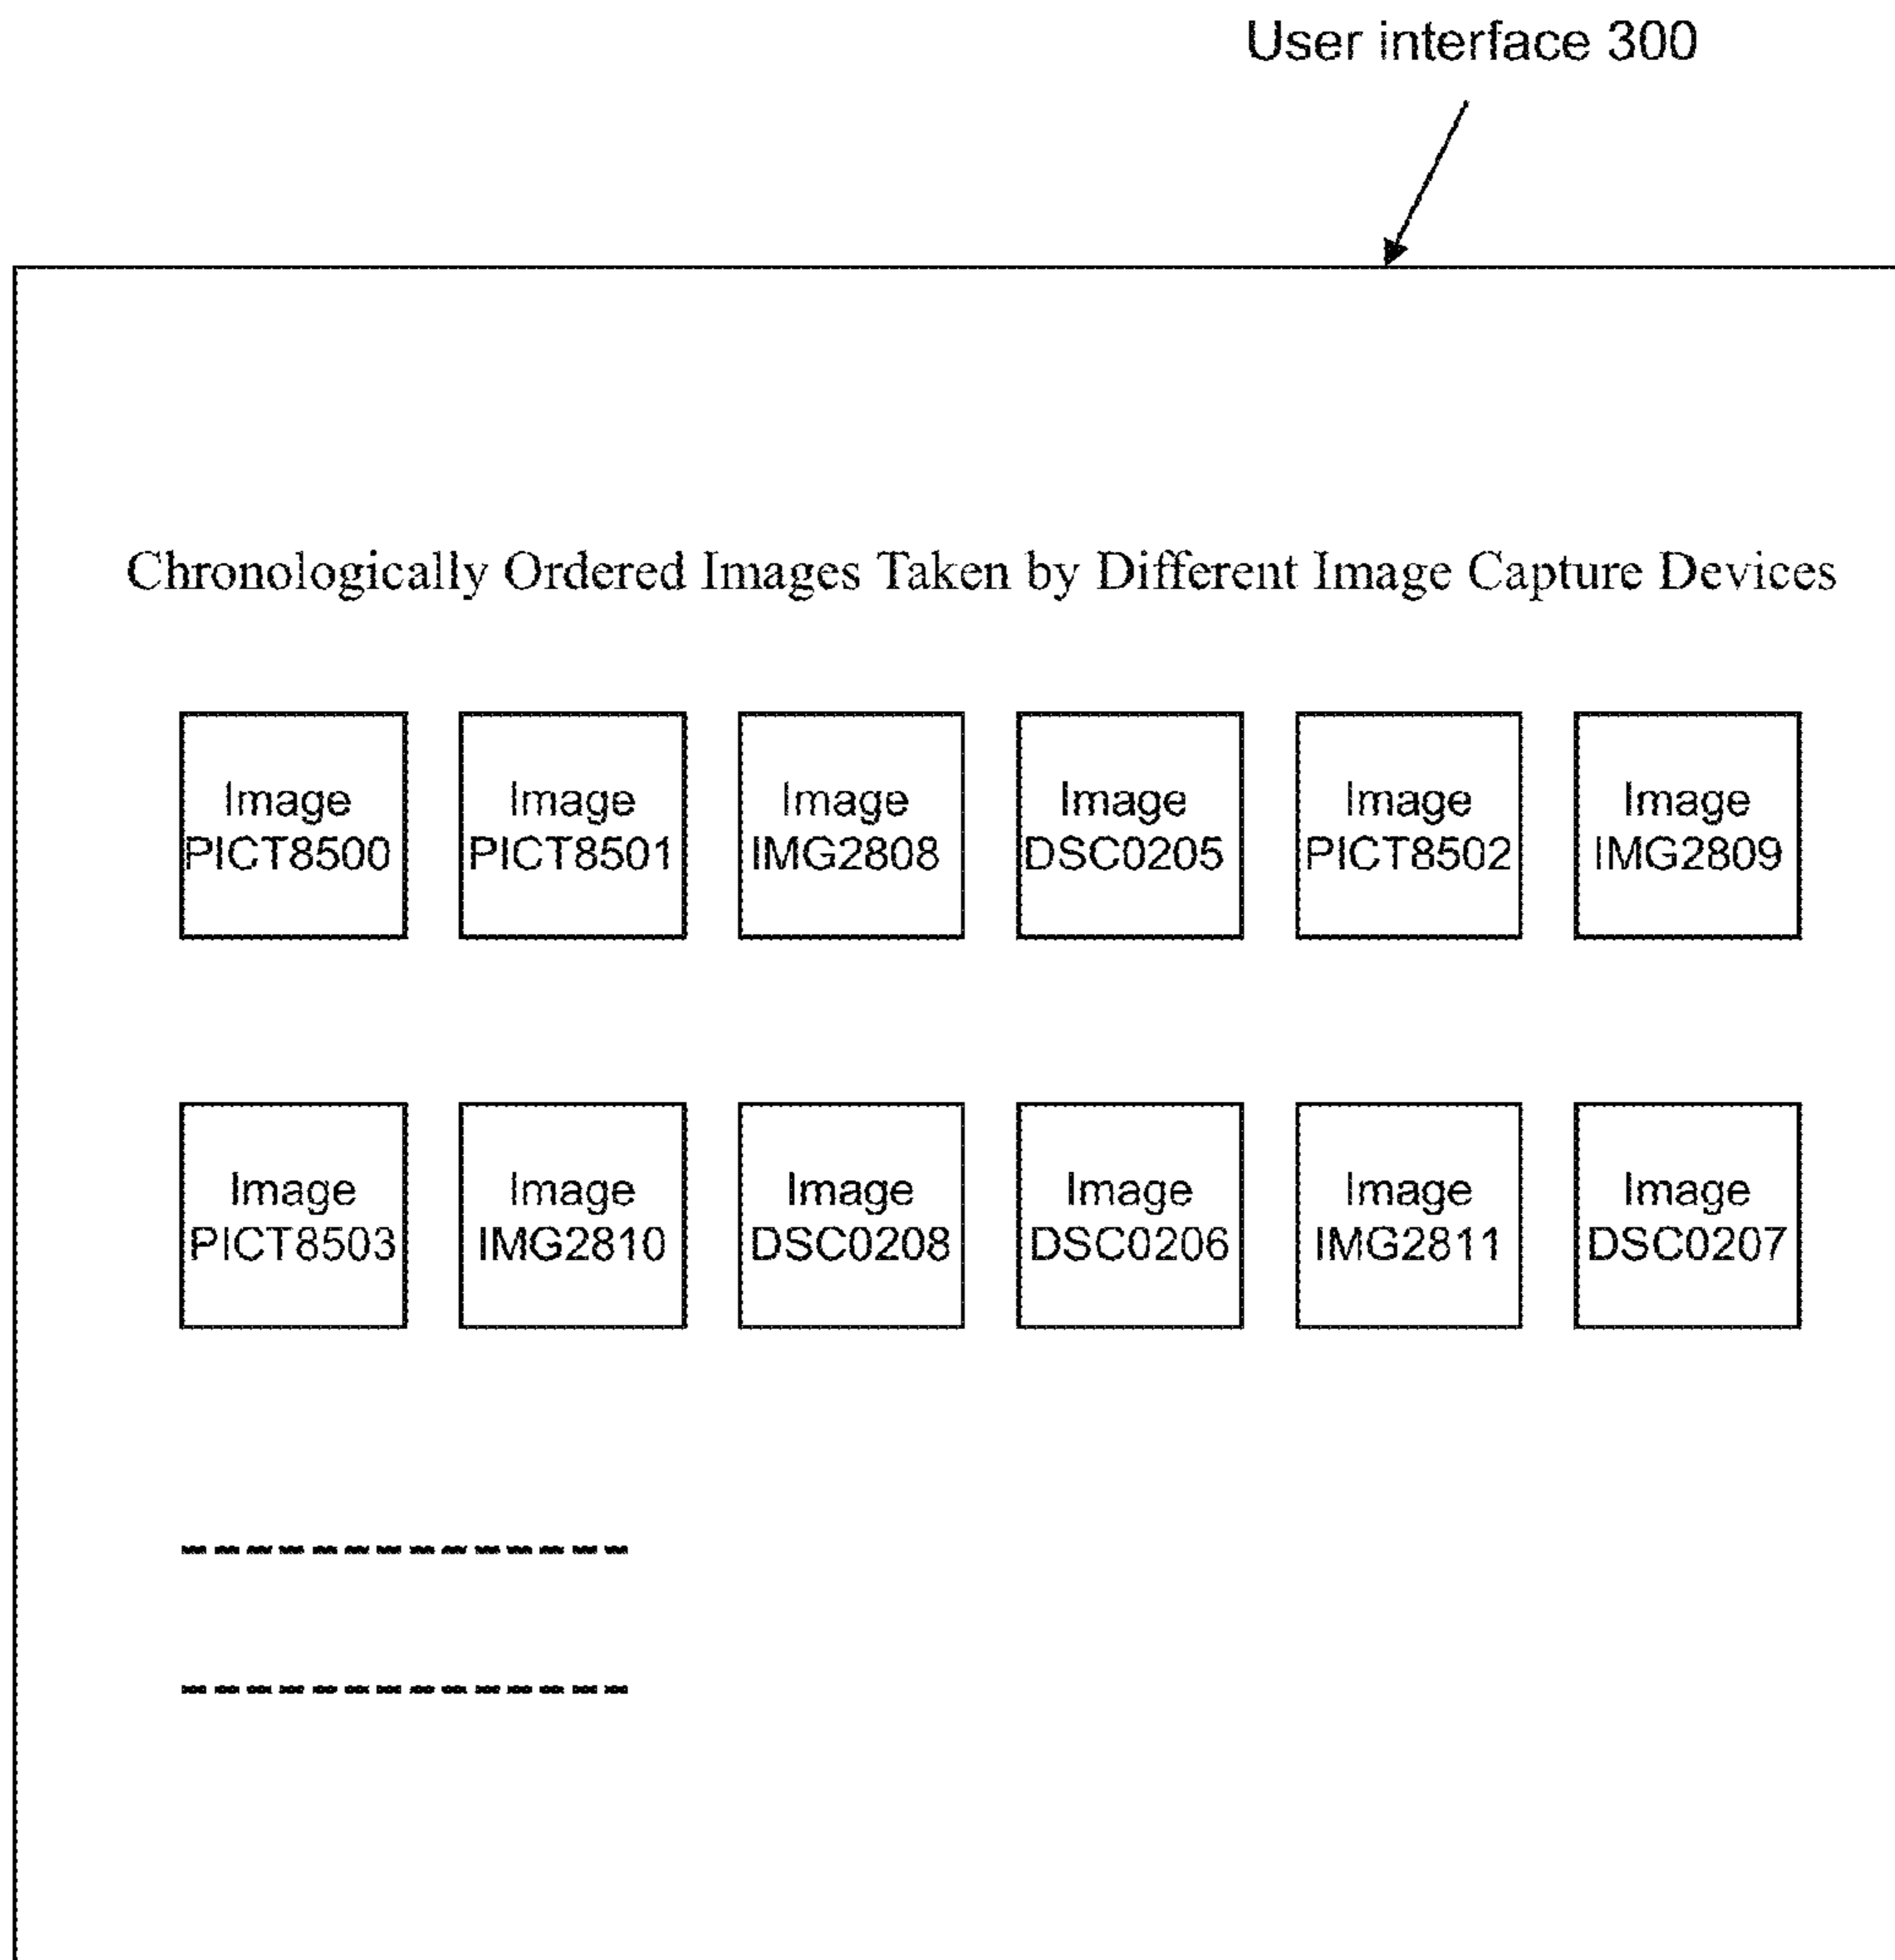 User interface 300
Chronologically Ordered Images Taken by Different Image Capture Devices
Image
PICT8500
Image
PICT8501
Image
IMG2808
Image
DSC0205
Image
PICT8502
Image
IMG2809
Image
PICT8503
Image
IMG2810
Image
DSC0208
Image
DSC0206
Image
IMG2811
Image
DSC0207